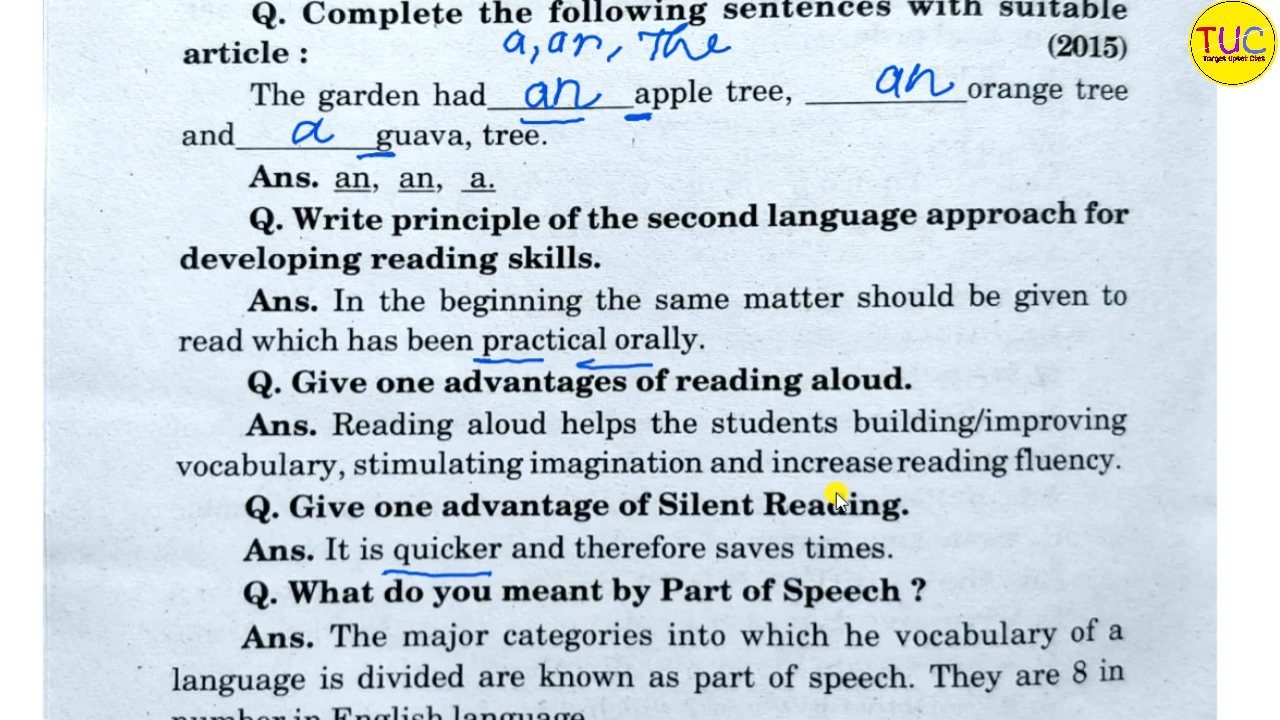 Q. Complete the following sentences with suitable
article : a, an, The (2015)
The garden had an apple tree, an orange tree
and a guava, tree.
Ans. an, an, a.
Q. Write principle of the second language approach for
developing reading skills.
Ans. In the beginning the same matter should be given to
read which has been practical orally.
Q. Give one advantages of reading aloud.
Ans. Reading aloud helps the students building/improving
vocabulary, stimulating imagination and increase reading fluency.
Q. Give one advantage of Silent Reading.
Ans. It is quicker and therefore saves times.
Q. What do you meant by Part of Speech ?
Ans. The major categories into which he vocabulary of a
language is divided are known as part of speech. They are 8 in
number in English language.
TUC